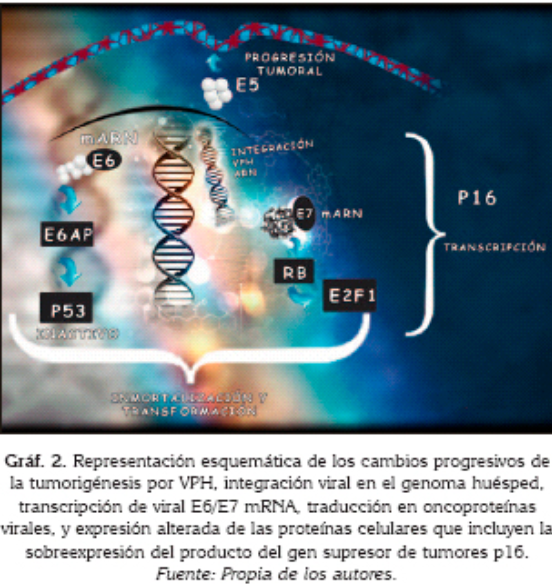 PROGRESIÓN
TUMORAL
E5
mARN
E6
INTEGRACIÓN
VPH
ADN
E7 mARN
P16
TRANSCRIPCIÓN
E6AP
RB
E2F1
P53
INACTIVO
INMORTALIZACIÓN Y
TRANSFORMACIÓN
Gráf. 2. Representación esquemática de los cambios progresivos de
la tumorigénesis por VPH, integración viral en el genoma huésped,
transcripción de viral E6/E7 mRNA, traducción en oncoproteínas
virales, y expresión alterada de las proteínas celulares que incluyen la
sobreexpresión del producto del gen supresor de tumores p16.
Fuente: Propia de los autores.